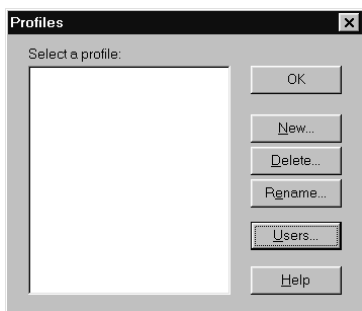 Profiles
Select a profile:
OK
New...
Delete...
Rename...
Users...
Help